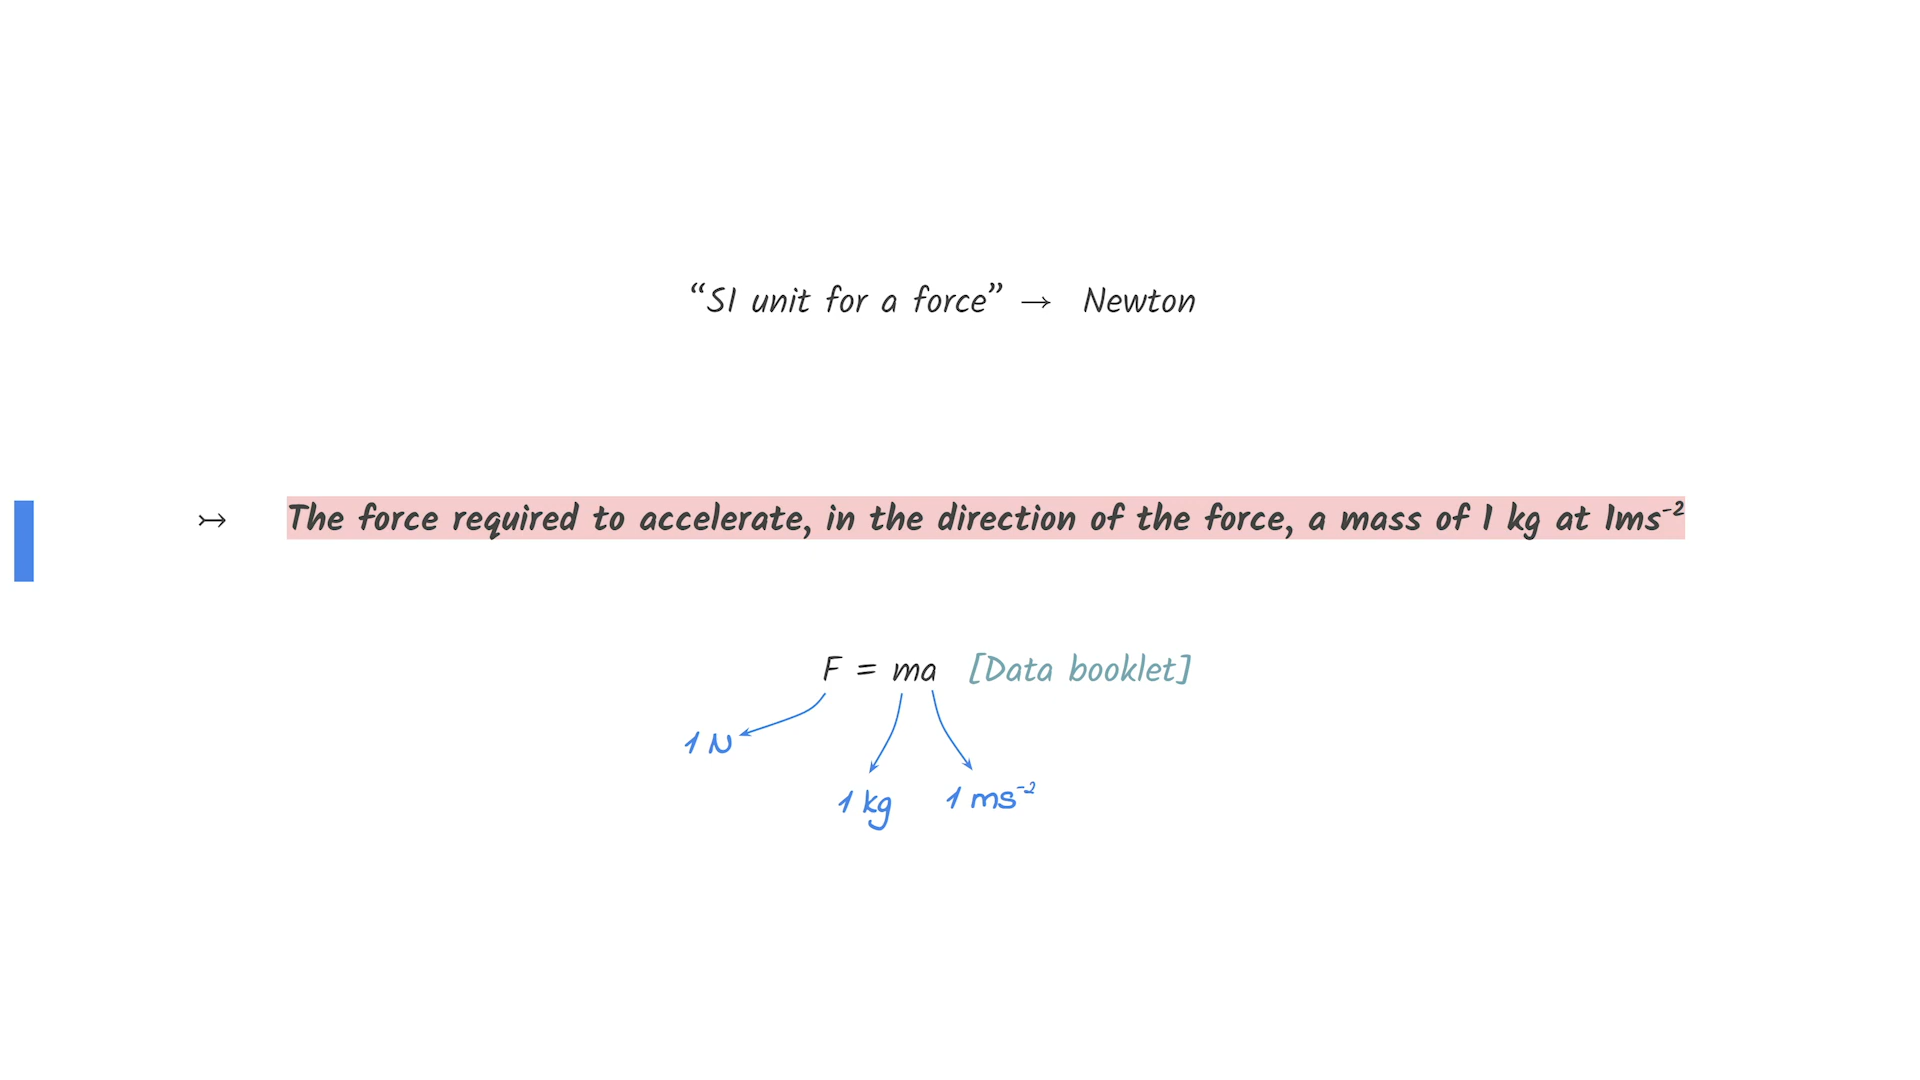 “SI unit for a force” → Newton
↣ The force required to accelerate, in the direction of the force, a mass of 1 kg at 1ms⁻²
F = ma [Data booklet]
1 N
1 kg 1 ms⁻²